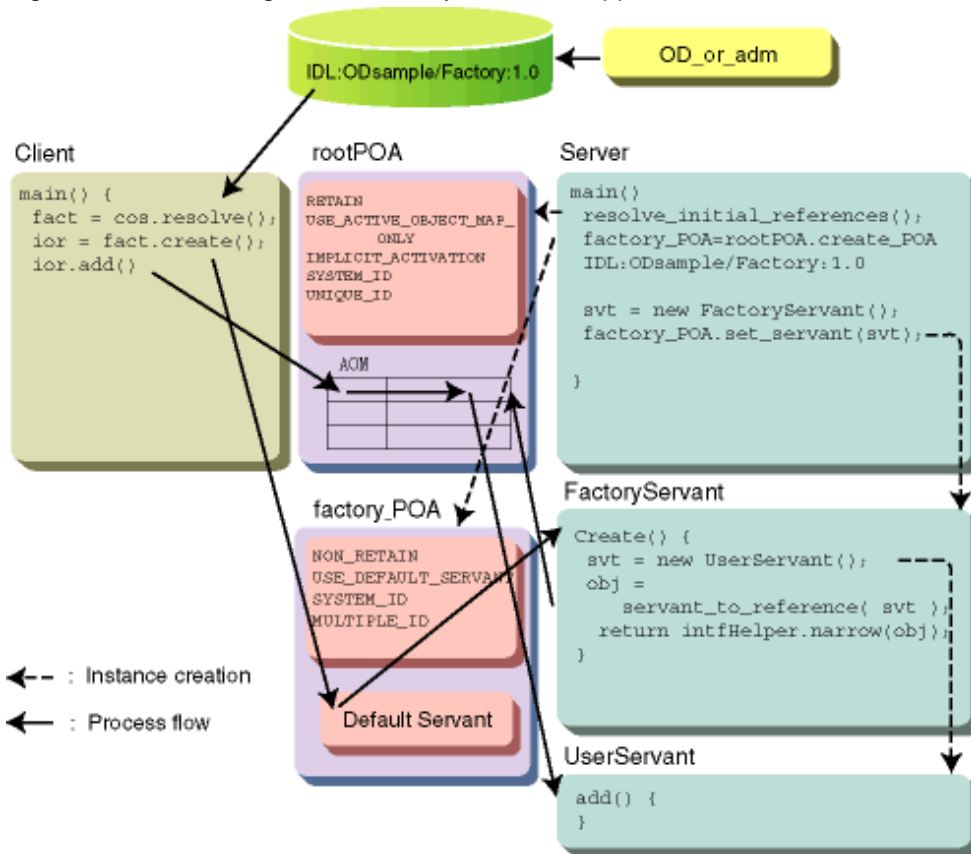 OD_or_adm
IDL:ODsample/Factory:1.0
Client
main() {
fact = cos.resolve();
ior = fact.create();
ior.add()
rootPOA
RETAIN
USE_ACTIVE_OBJECT_MAP_
ONLY
IMPLICIT_ACTIVATION
SYSTEM_ID
UNIQUE_ID
AOM
Server
main()
resolve_initial_references();
factory_POA=rootPOA.create_POA
IDL:ODsample/Factory:1.0
svt = new FactoryServant();
factory_POA.set_servant(svt);
}
factory_POA
NON_RETAIN
USE_DEFAULT_SERVANT
SYSTEM_ID
MULTIPLE_ID
Default Servant
FactoryServant
Create() {
svt = new UserServant();
obj =
servant_to_reference( svt );
return intfHelper.narrow(obj);
}
UserServant
add() {
}
: Instance creation
: Process flow